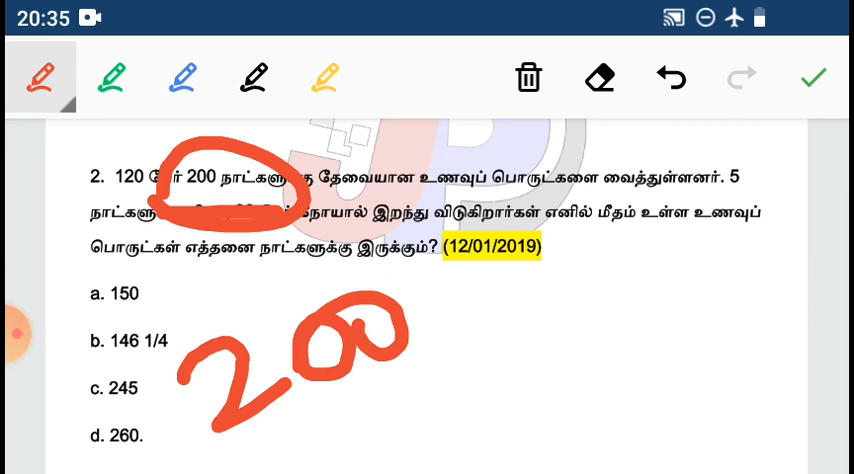 20:35
2. 120 200 நாட்களுக்கு தேவையான உணவுப் பொருட்களை வைத்துள்ளனர். 5
நோயால் இறந்து விடுகிறார்கள் எனில் மீதம் உள்ள உணவுப்
பொருட்கள் எத்தனை நாட்களுக்கு இருக்கும்? (12/01/2019)
a. 150
b. 146 1/4
200
c. 245
d. 260.